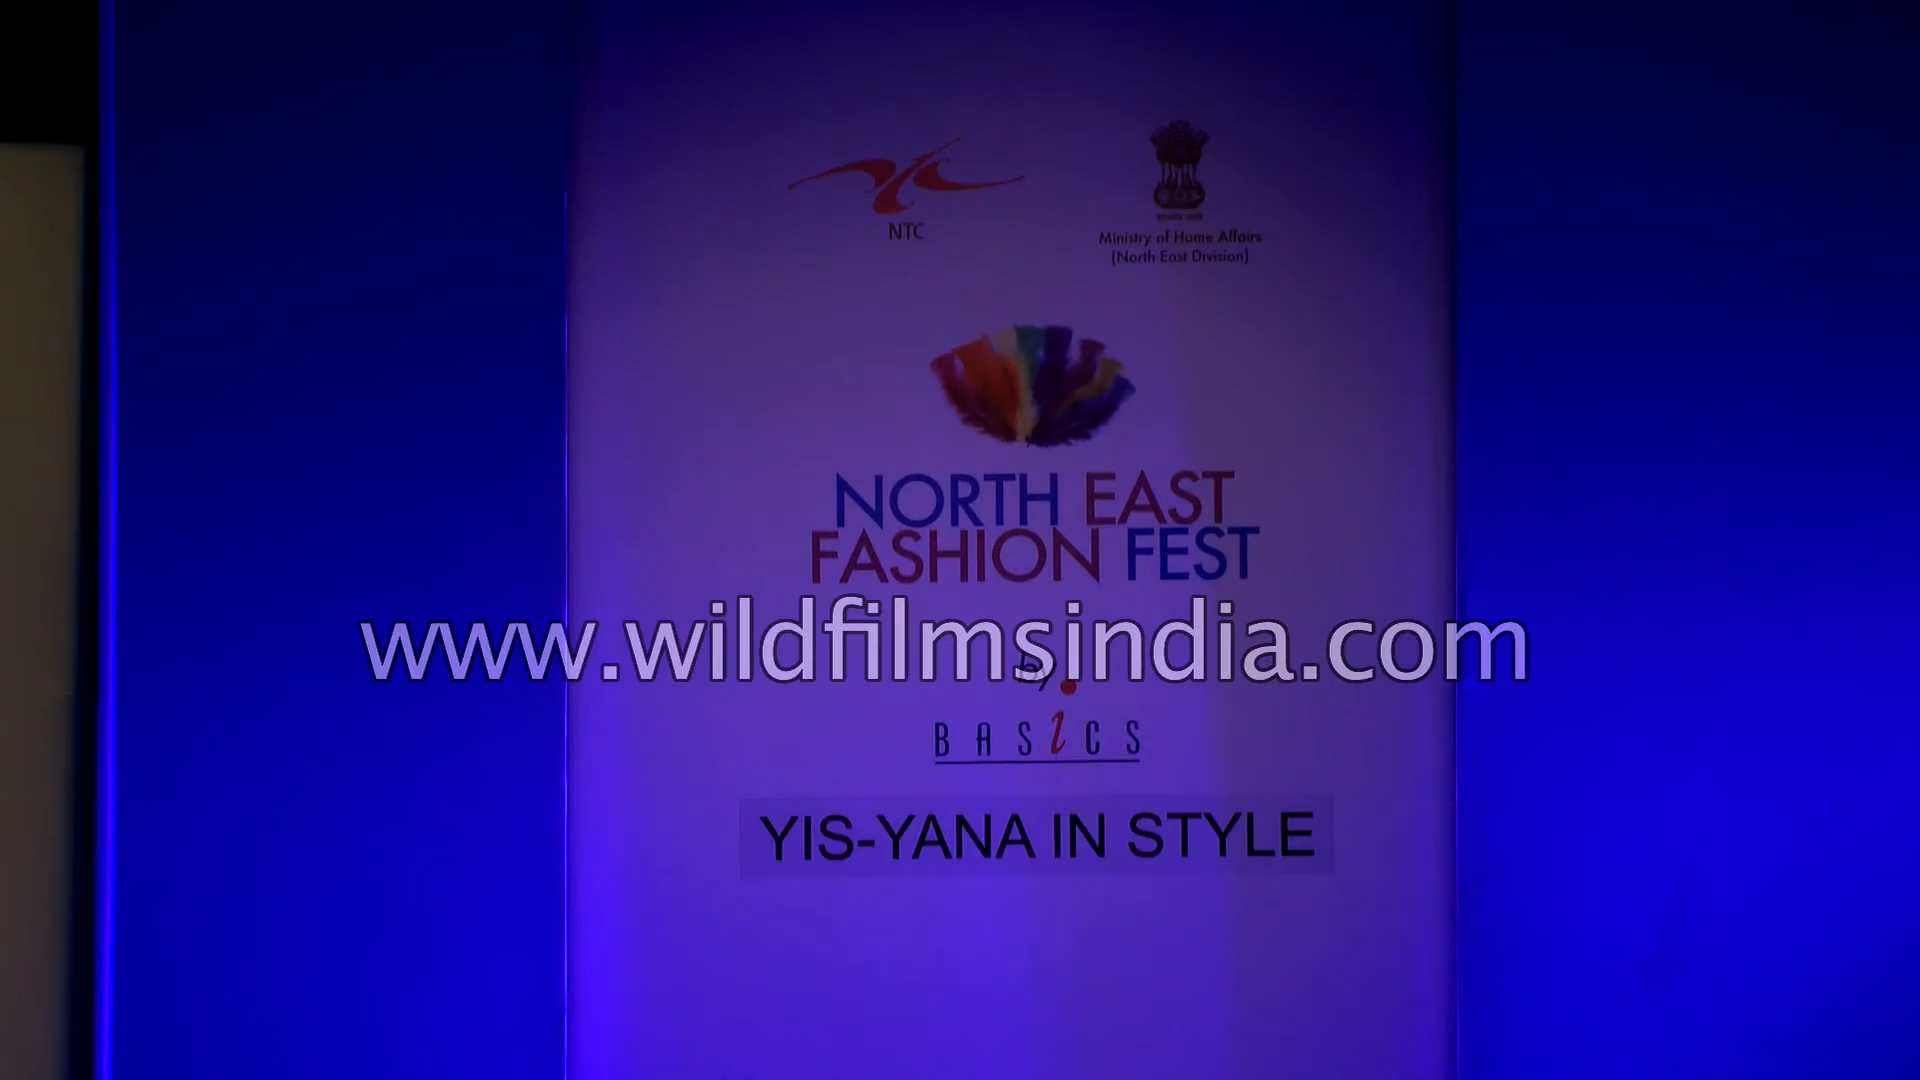 NTC
Ministry of Home Affairs
(North East Division)
NORTH EAST
FASHION FEST
www.wildfilmsindia.com
by
BASiCS
YIS-YANA IN STYLE